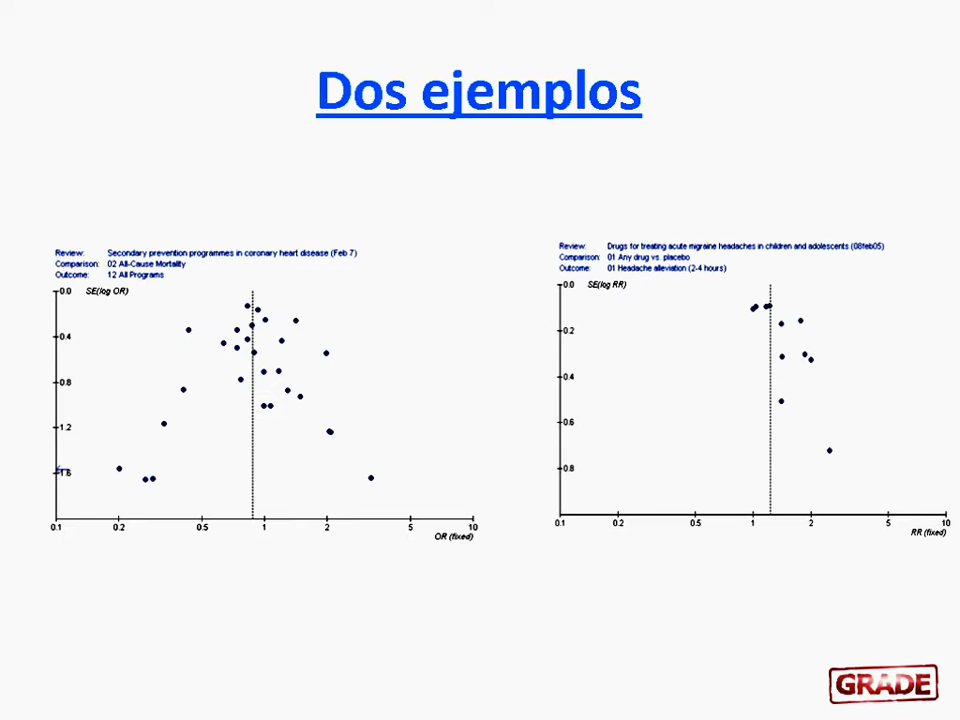 Dos ejemplos
Review: Secondary prevention programmes in coronary heart disease (Feb 7)
Comparison: 02 All-Cause Mortality
Outcome: 12 All Programs
0.0 SE(log OR)
0.4
0.8
1.2
1.6
0.1 0.2 0.5 1 2 5 10
OR (fixed)
Review: Drugs for treating acute migraine headaches in children and adolescents (08feb05)
Comparison: 01 Any drug vs. placebo
Outcome: 01 Headache alleviation (2-4 hours)
0.0 SE(log RR)
0.2
0.4
0.6
0.8
0.1 0.2 0.5 1 2 5 10
RR (fixed)
GRADE